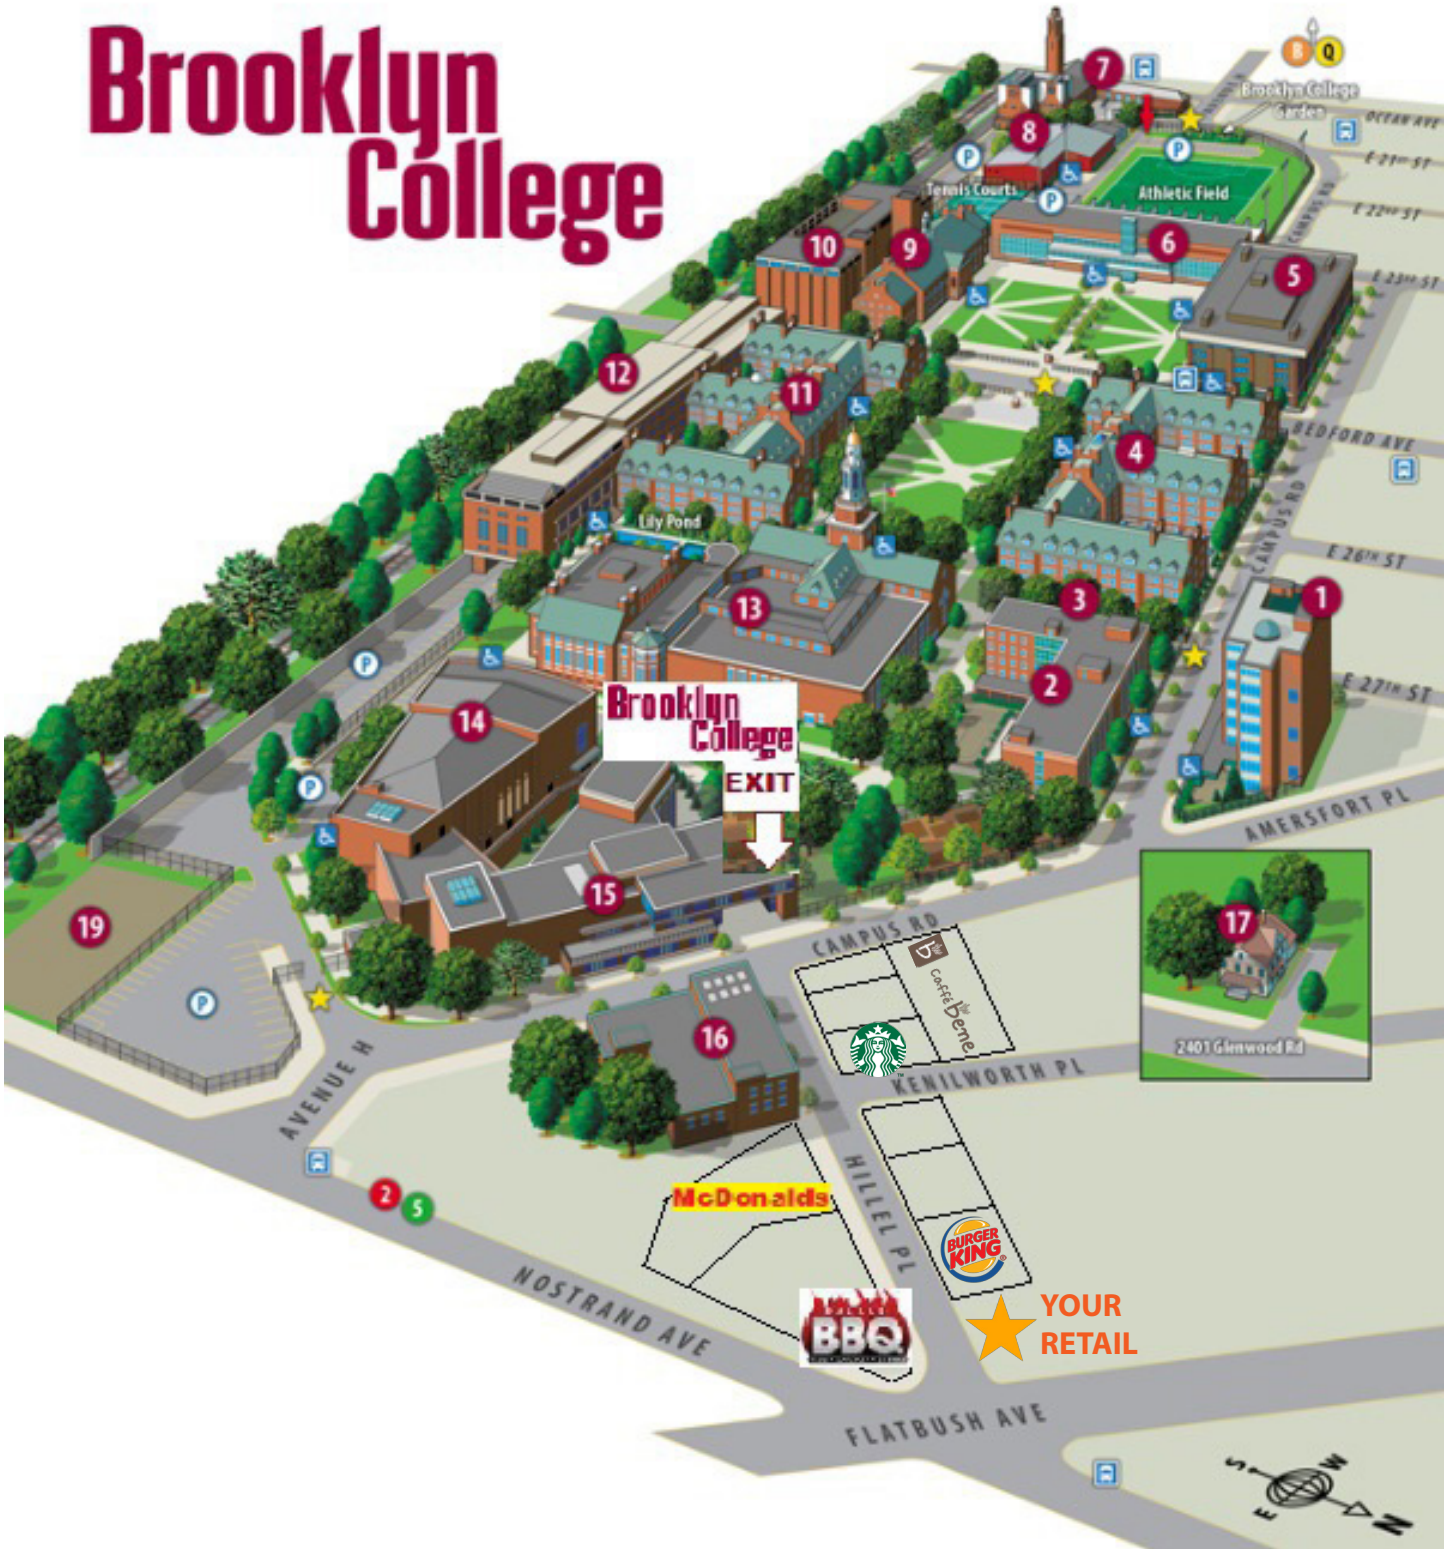 Brooklyn
College
7
B Q
Brooklyn College
Garden
OCEAN AVE
8
P
P
E 21ST ST
Tennis Courts
P
Athletic Field
E 22ND ST
CAMPUS RD
10
9
6
5
E 23RD ST
12
11
4
BEDFORD AVE
Lily Pond
CAMPUS RD
E 26TH ST
13
3
1
P
2
E 27TH ST
14
Brooklyn
College
EXIT
P
AMERSFORT PL
15
19
17
CAMPUS RD
P
Caffé bene
16
2401 Glenwood Rd
AVENUE H
KENILWORTH PL
McDonalds
2 5
HILLEL PL
BURGER
KING
NOSTRAND AVE
YOUR
RETAIL
DALLAS
BBQ
FLATBUSH AVE
S W
E N